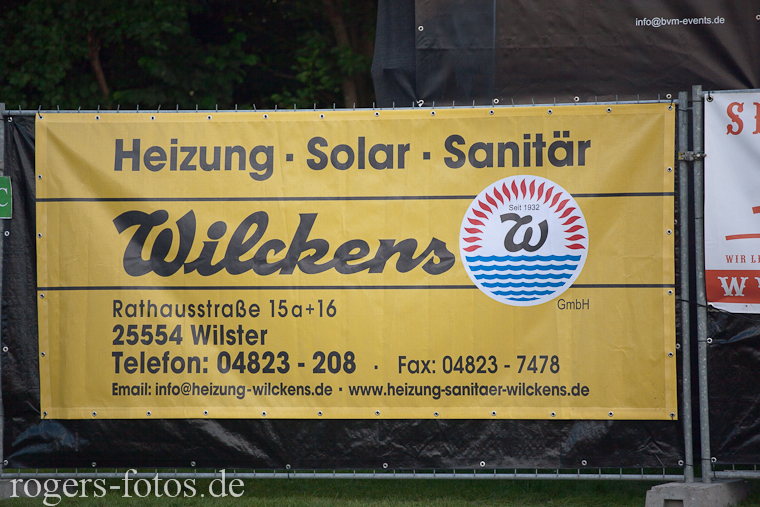 info@bvm-events.de
Heizung · Solar · Sanitär
Wilckens
Seit 1932
W
GmbH
Rathausstraße 15a+16
25554 Wilster
Telefon: 04823 - 208 · Fax: 04823 - 7478
Email: info@heizung-wilckens.de · www.heizung-sanitaer-wilckens.de
C
WIR
rogers-fotos.de